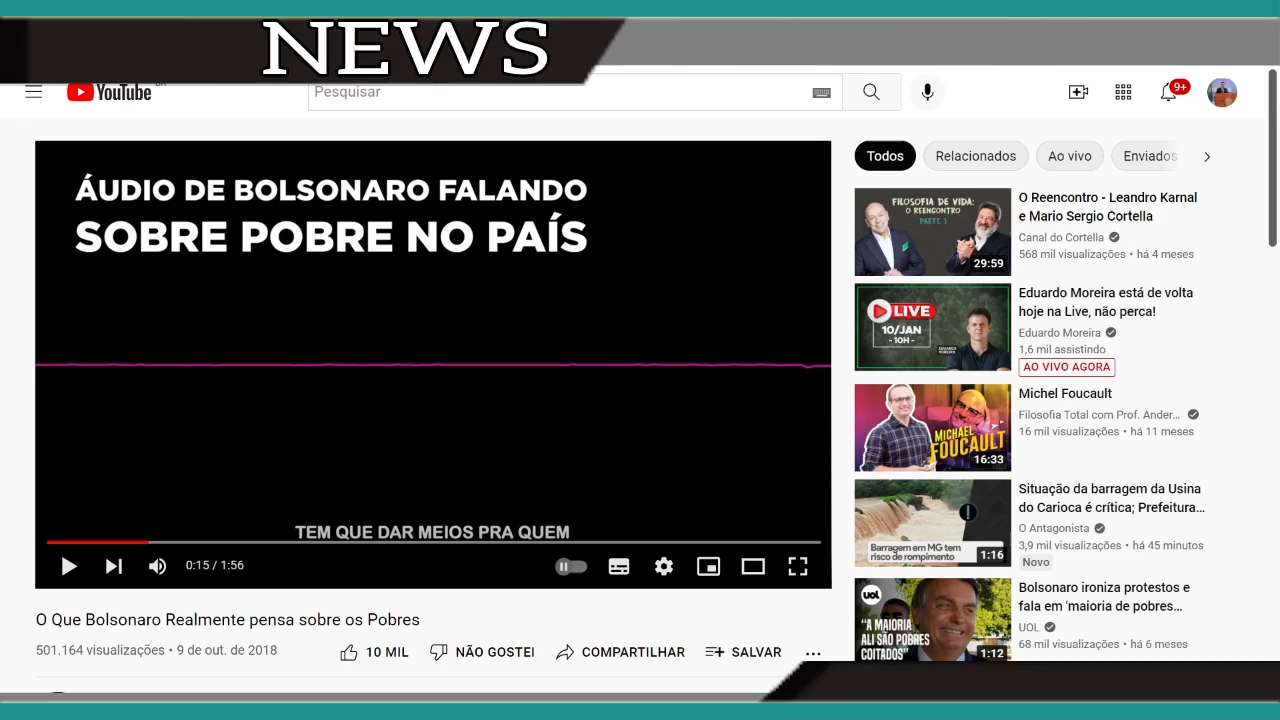 NEWS
YouTube
Pesquisar
9+
ÁUDIO DE BOLSONARO FALANDO
SOBRE POBRE NO PAÍS
TEM QUE DAR MEIOS PRA QUEM
0:15 / 1:56
O Que Bolsonaro Realmente pensa sobre os Pobres
501.164 visualizações • 9 de out. de 2018
10 MIL
NÃO GOSTEI
COMPARTILHAR
SALVAR
Todos
Relacionados
Ao vivo
Enviados
FILOSOFIA DE VIDA:
O REENCONTRO
PARTE 1
29:59
O Reencontro - Leandro Karnal
e Mario Sergio Cortella
Canal do Cortella
568 mil visualizações • há 4 meses
LIVE
10/JAN
- 10H -
EDUARDO
MOREIRA
Eduardo Moreira está de volta
hoje na Live, não perca!
Eduardo Moreira
1,6 mil assistindo
AO VIVO AGORA
MICHAEL
FOUCAULT
16:33
Michel Foucault
Filosofia Total com Prof. Ander...
16 mil visualizações • há 11 meses
Barragem em MG tem
risco de rompimento
1:16
Situação da barragem da Usina
do Carioca é crítica; Prefeitura...
O Antagonista
3,9 mil visualizações • há 45 minutos
Novo
UOL
“A MAIORIA
ALI SÃO POBRES
COITADOS”
1:12
Bolsonaro ironiza protestos e
fala em 'maioria de pobres...
UOL
68 mil visualizações • há 6 meses